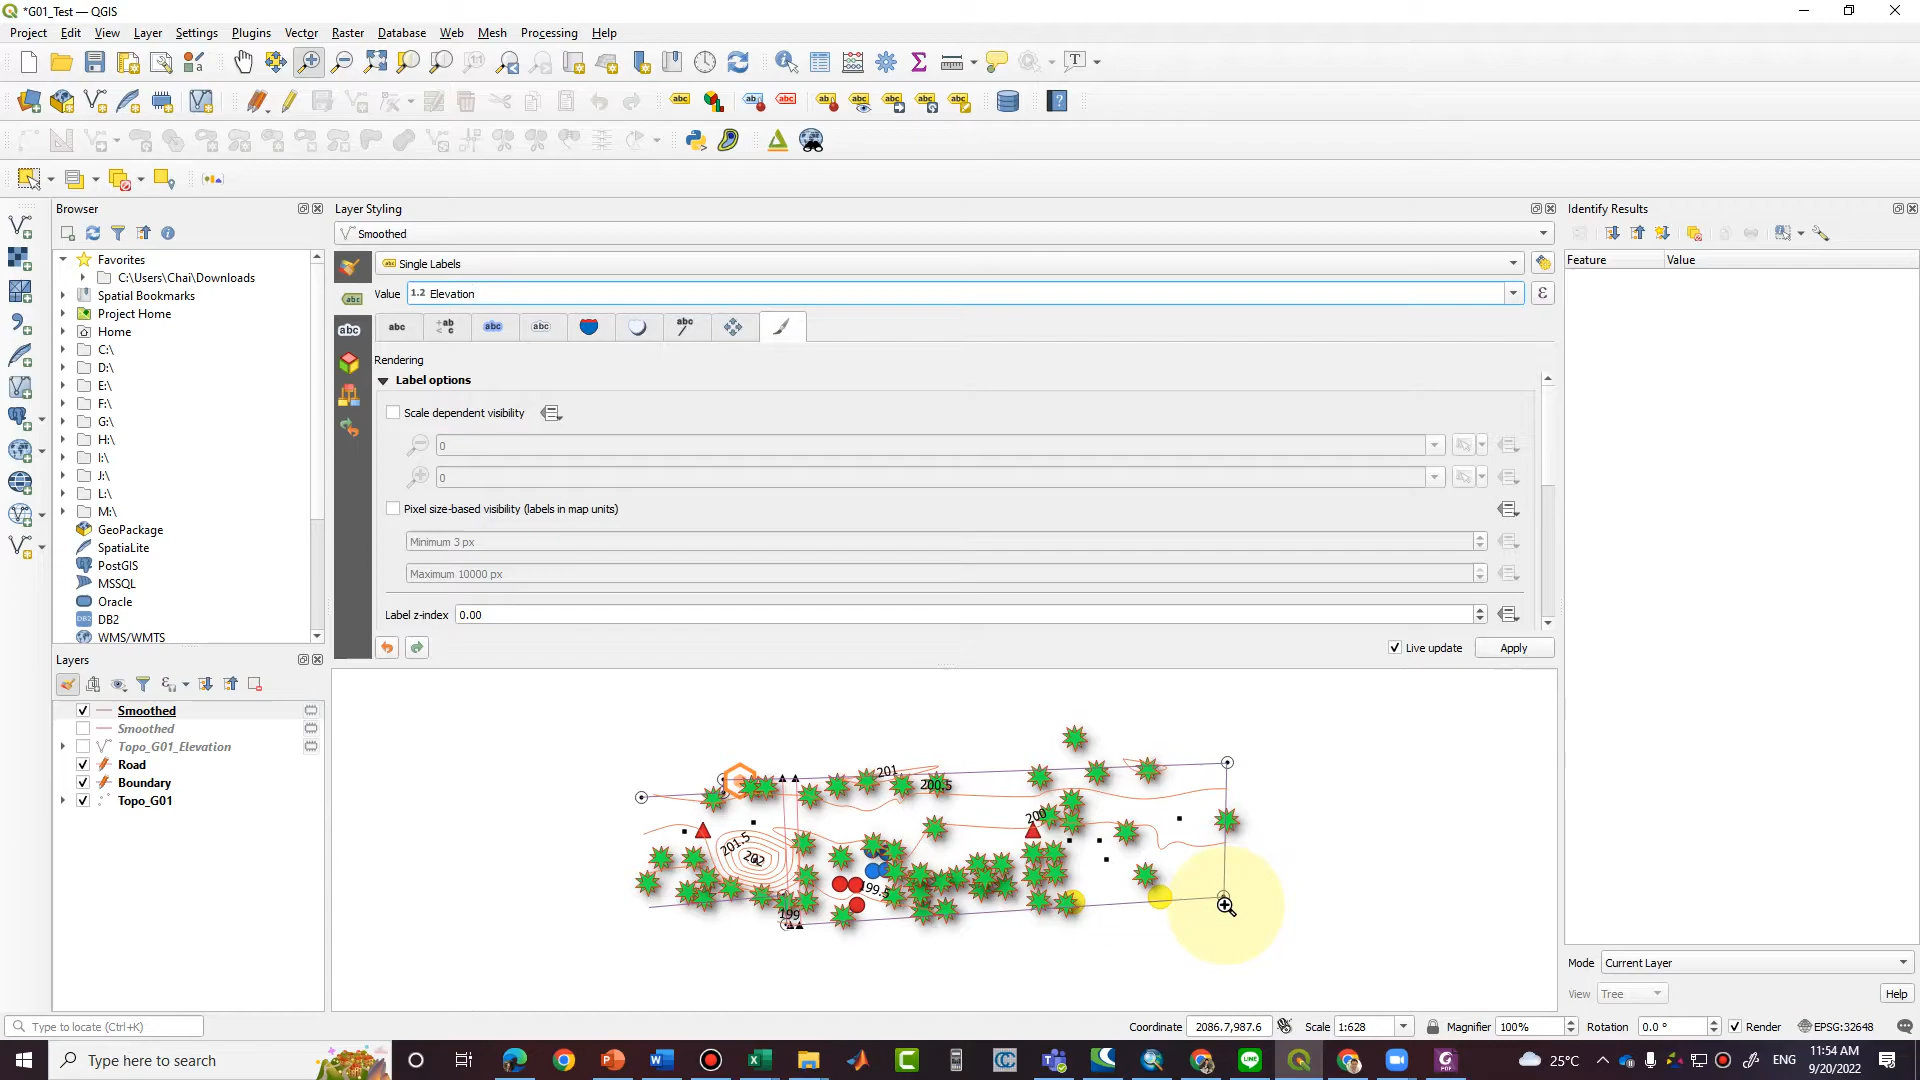 *G01_Test — QGIS
Project Edit View Layer Settings Plugins Vector Raster Database Web Mesh Processing Help
Browser
Favorites
C:\Users\Chai\Downloads
Spatial Bookmarks
Project Home
Home
C:\
D:\
E:\
F:\
G:\
H:\
I:\
J:\
L:\
M:\
GeoPackage
SpatiaLite
PostGIS
MSSQL
Oracle
DB2
WMS/WMTS
Layers
Smoothed
Smoothed
Topo_G01_Elevation
Road
Boundary
Topo_G01
Layer Styling
Smoothed
Single Labels
Value 1.2 Elevation
Rendering
Label options
Scale dependent visibility
0
0
Pixel size-based visibility (labels in map units)
Minimum 3 px
Maximum 10000 px
Label z-index 0.00
Live update Apply
201
200.5
200
201.5
202
199.5
199
Identify Results
Feature Value
Mode Current Layer
View Tree Help
Type to locate (Ctrl+K)
Coordinate 2086.7,987.6 Scale 1:628 Magnifier 100% Rotation 0.0 ° Render EPSG:32648
Type here to search
25°C
ENG
11:54 AM
9/20/2022